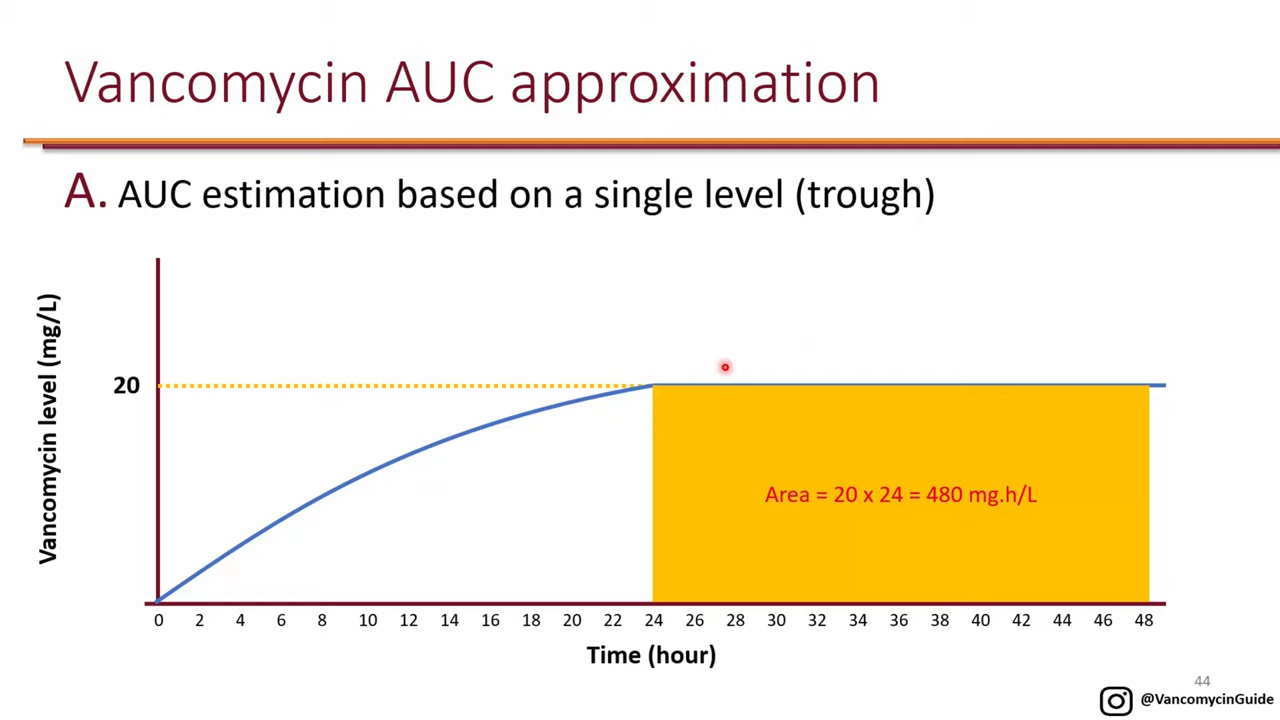 Vancomycin AUC approximation
A. AUC estimation based on a single level (trough)
Vancomycin level (mg/L)
20
Area = 20 x 24 = 480 mg.h/L
0 2 4 6 8 10 12 14 16 18 20 22 24 26 28 30 32 34 36 38 40 42 44 46 48
Time (hour)
44
@VancomycinGuide